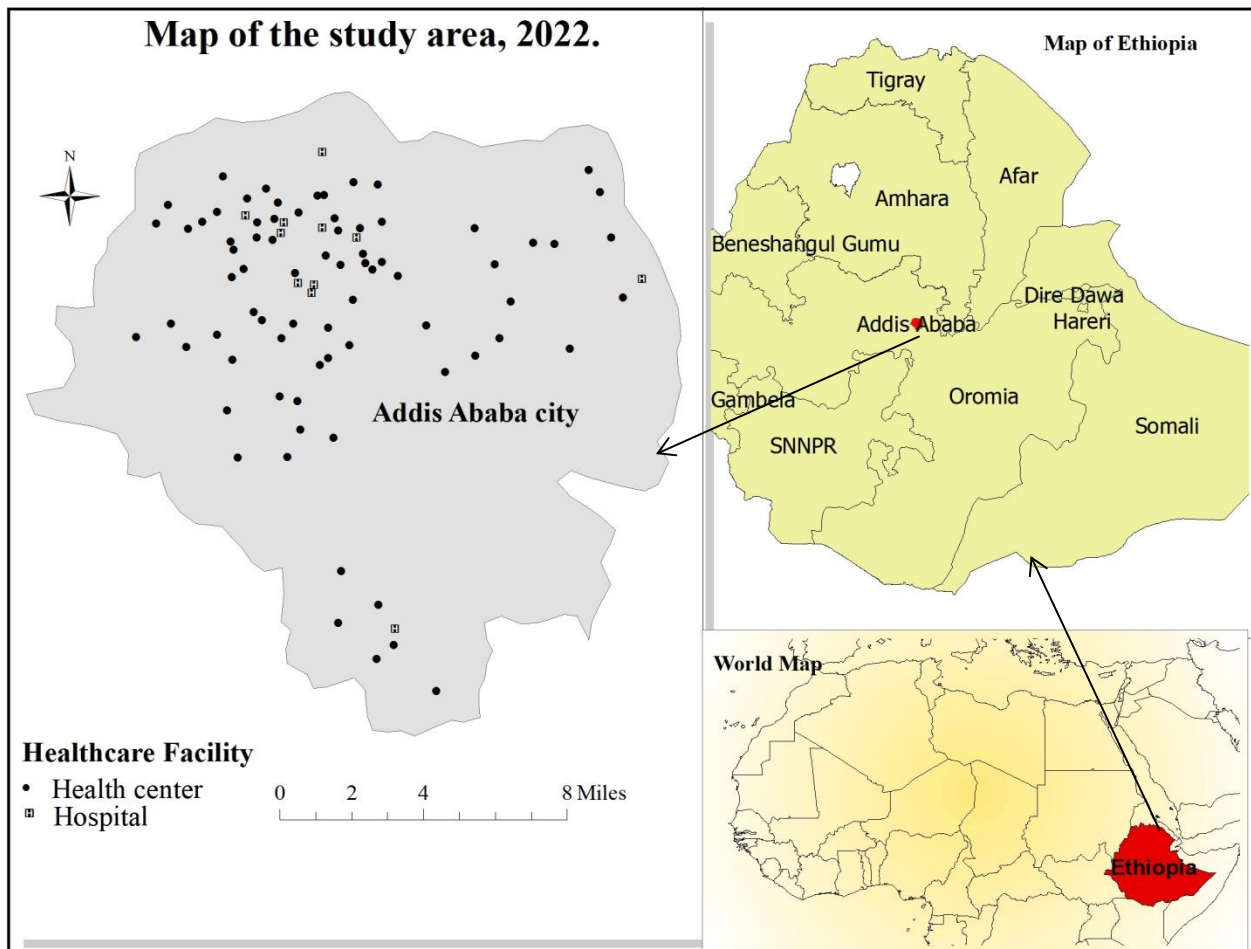 Map of the study area, 2022.
N
Addis Ababa city
Healthcare Facility
Health center
H Hospital
0 2 4 8 Miles
Map of Ethiopia
Tigray
Afar
Amhara
Beneshangul Gumu
Dire Dawa
Hareri
Addis Ababa
Oromia
Gambela
Somali
SNNPR
World Map
Ethiopia
H
H
H
H
H
H
H
H
H
H
H